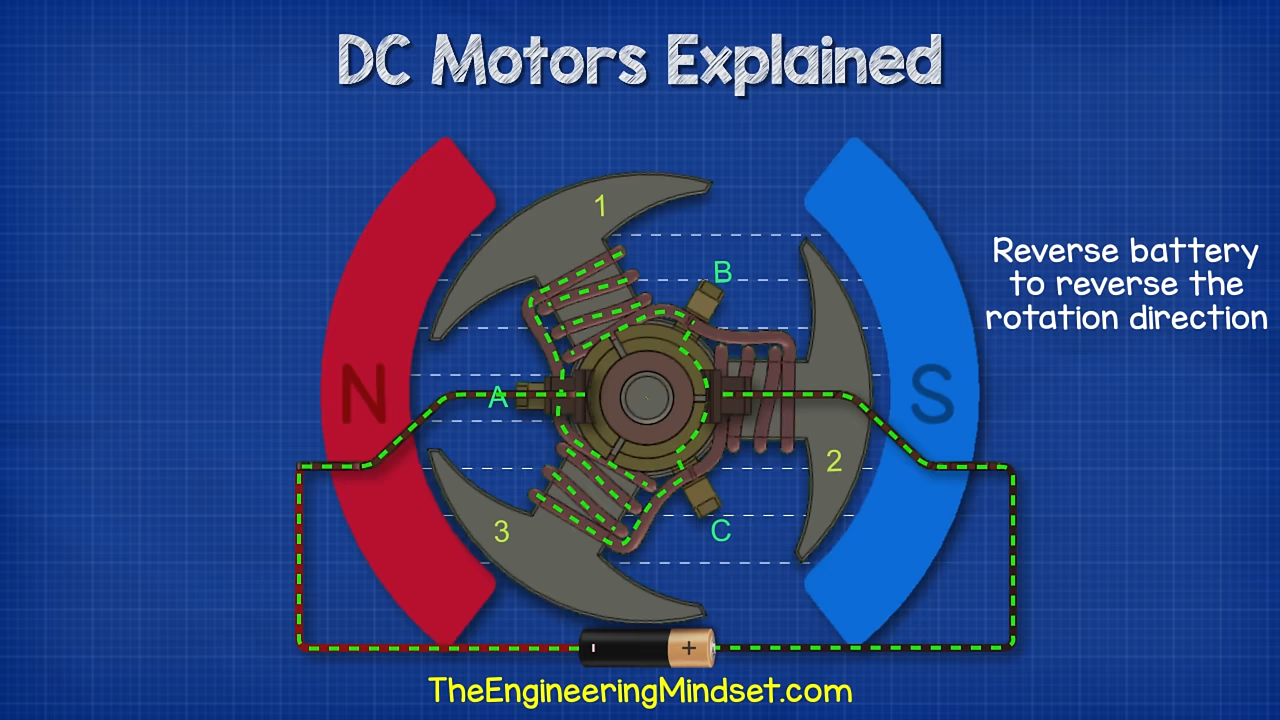 DC Motors Explained
1
B
Reverse battery
to reverse the
rotation direction
N
A
S
2
3
C
- +
TheEngineeringMindset.com